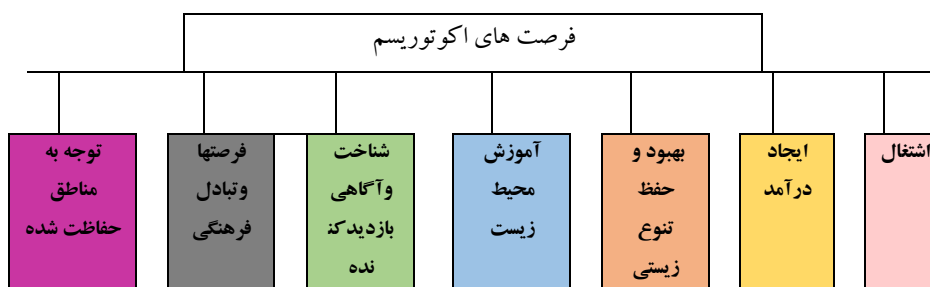 فرصت های اکوتوریسم
اشتغال
ایجاد
درآمد
بهبود و
حفظ
تنوع
زیستی
آموزش
محیط
زیست
شناخت
وآگاهی
بازدیدکن
نده
فرصتها
وتبادل
فرهنگی
توجه به
مناطق
حفاظت شده